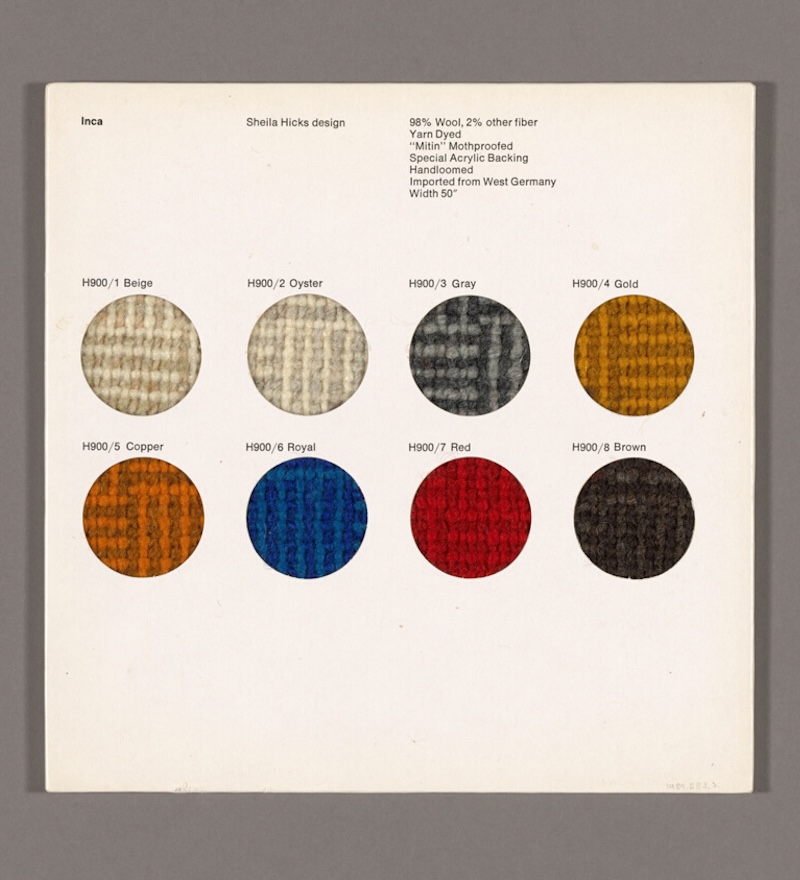 Inca
Sheila Hicks design
98% Wool, 2% other fiber
Yarn Dyed
“Mitin” Mothproofed
Special Acrylic Backing
Handloomed
Imported from West Germany
Width 50″
H900/1 Beige
H900/2 Oyster
H900/3 Gray
H900/4 Gold
H900/5 Copper
H900/6 Royal
H900/7 Red
H900/8 Brown